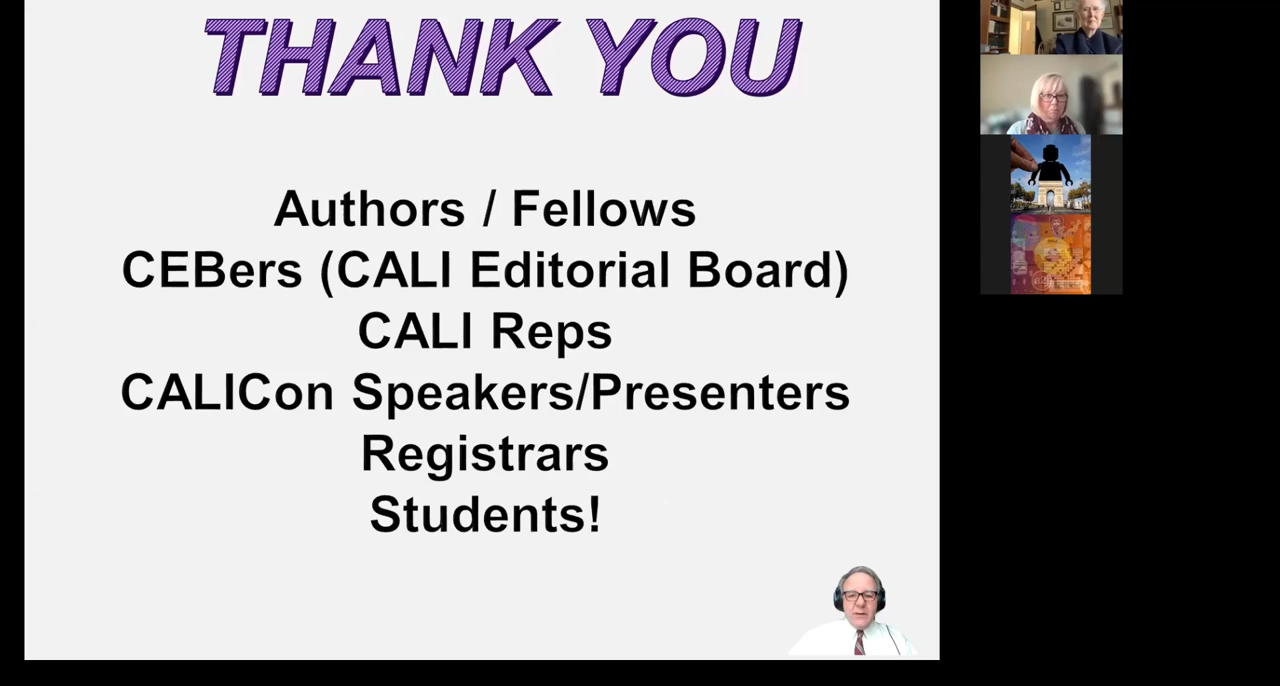 THANK YOU
Authors / Fellows
CEBers (CALI Editorial Board)
CALI Reps
CALICon Speakers/Presenters
Registrars
Students!